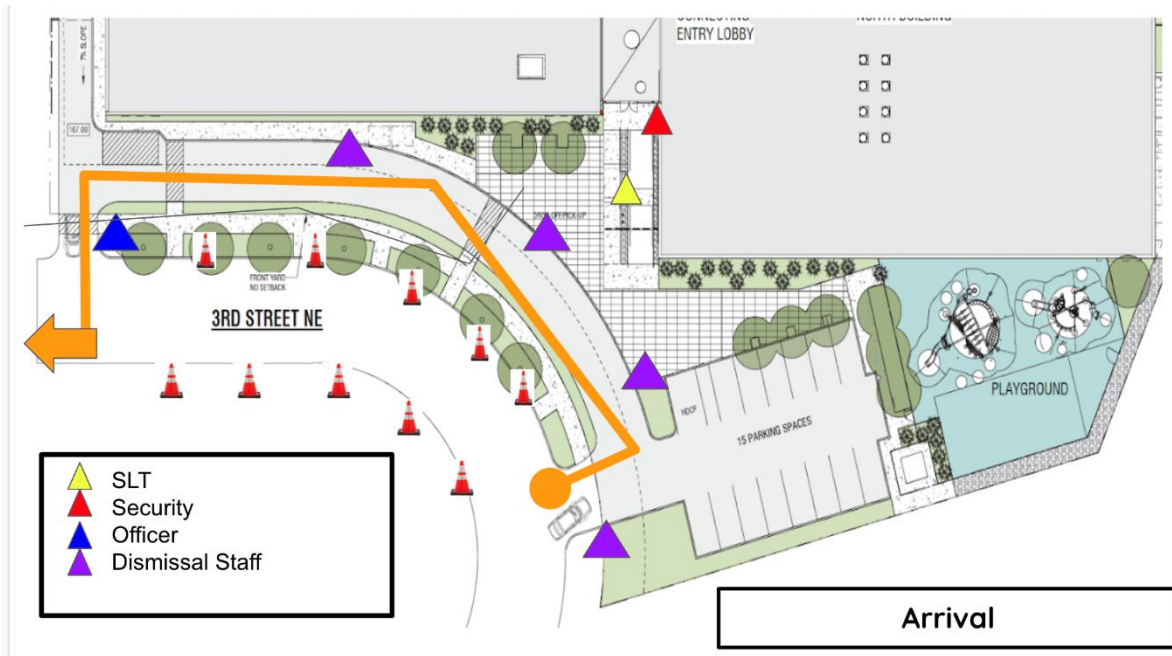 CONNECTING
ENTRY LOBBY
NORTH BUILDING
7% SLOPE
167.00
DROP OFF/PICK-UP
FRONT YARD
NO SETBACK
3RD STREET NE
HDCP
15 PARKING SPACES
PLAYGROUND
SLT
Security
Officer
Dismissal Staff
Arrival